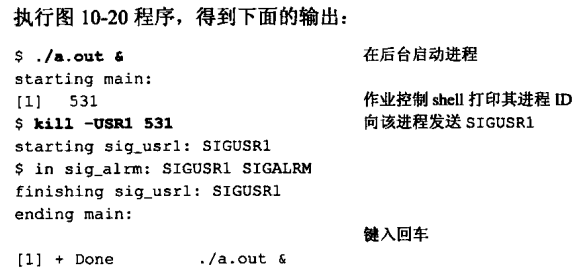 执行图 10-20 程序，得到下面的输出：
$ ./a.out & 在后台启动进程
starting main:
[1] 531 作业控制 shell 打印其进程 ID
$ kill -USR1 531 向该进程发送 SIGUSR1
starting sig_usr1: SIGUSR1
$ in sig_alrm: SIGUSR1 SIGALRM
finishing sig_usr1: SIGUSR1
ending main:
键入回车
[1] + Done ./a.out &